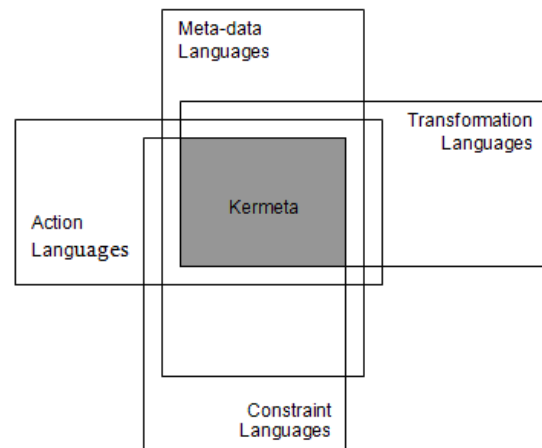 Meta-data
Languages
Transformation
Languages
Kermeta
Action
Languages
Constraint
Languages